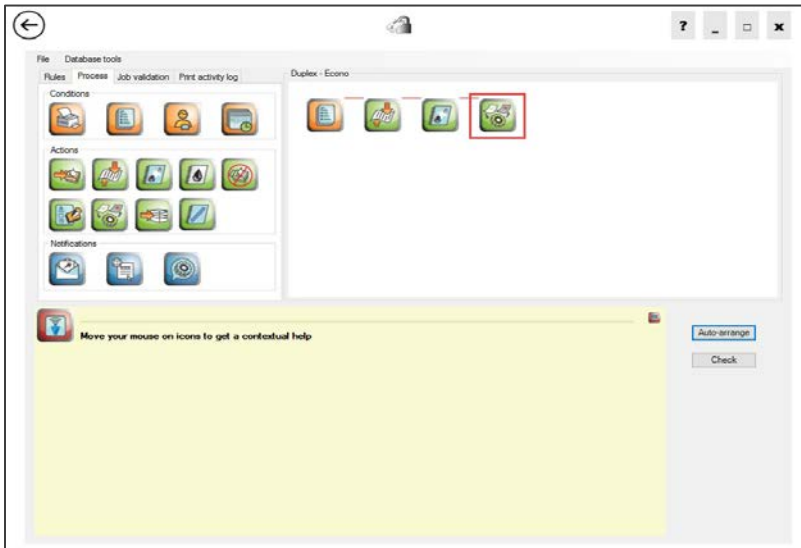 ?
File Database tools
Rules Process Job validation Print activity log
Duplex - Econo
Conditions
Actions
Notifications
Move your mouse on icons to get a contextual help
Auto-arrange
Check